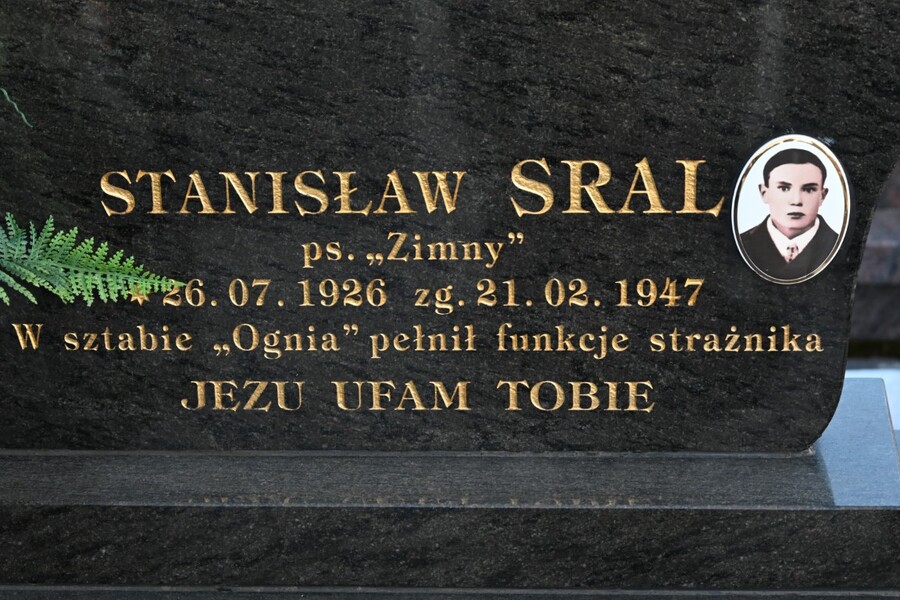 STANISŁAW SRAL
ps. „Zimny”
* 26. 07. 1926 zg. 21. 02. 1947
W sztabie „Ognia” pełnił funkcje strażnika
JEZU UFAM TOBIE